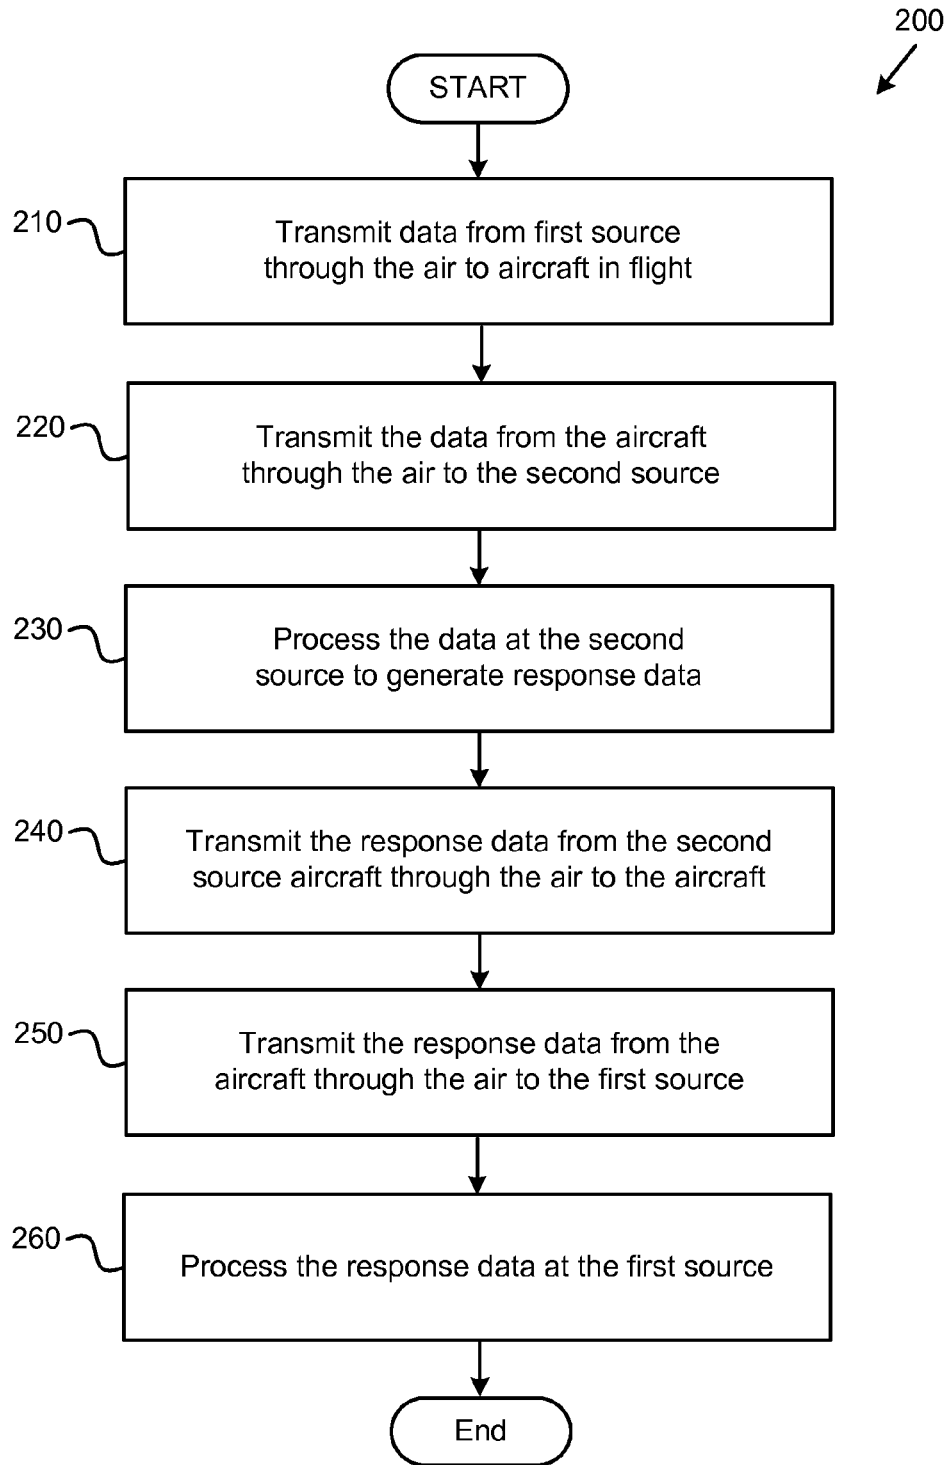 200
START
210
Transmit data from first source
through the air to aircraft in flight
220
Transmit the data from the aircraft
through the air to the second source
230
Process the data at the second
source to generate response data
240
Transmit the response data from the second
source aircraft through the air to the aircraft
250
Transmit the response data from the
aircraft through the air to the first source
260
Process the response data at the first source
End